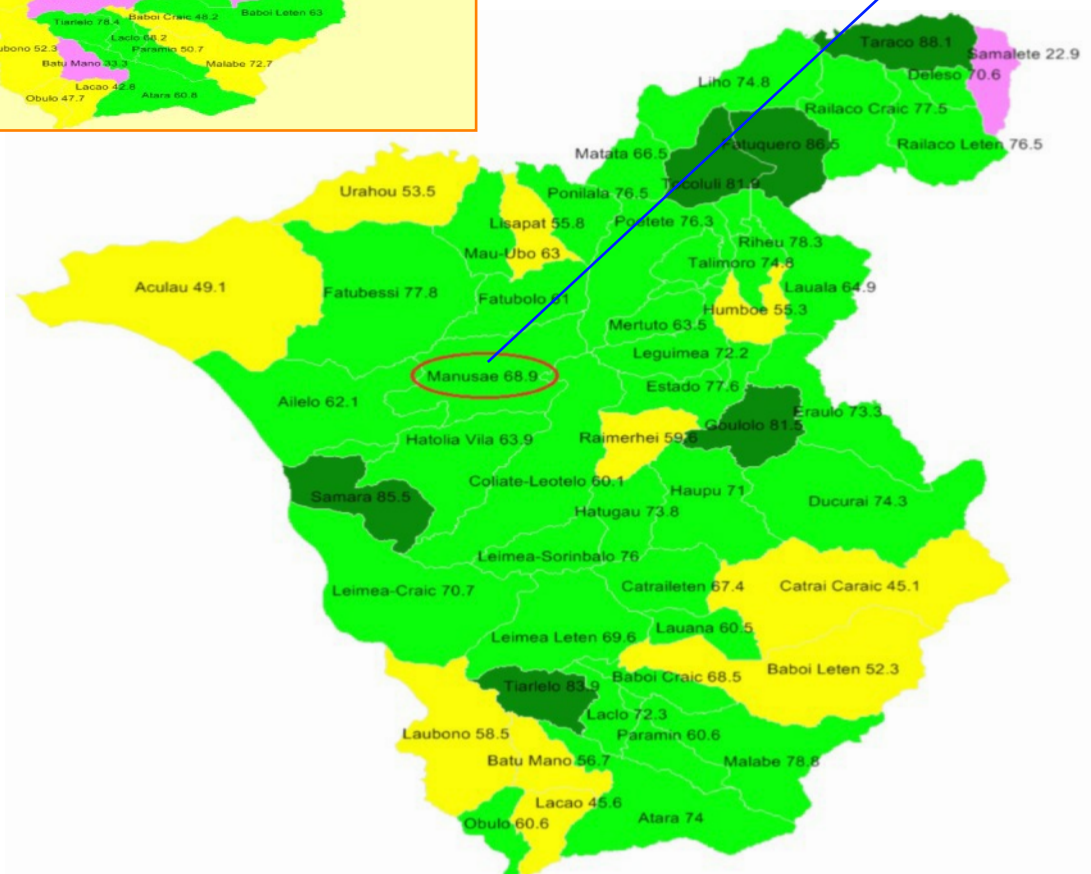 Baboi Craic 48.2
Baboi Leten 63
Tiarlelo 78.4
Laclo 68.2
ubono 52.3
Paramin 50.7
Batu Mano 33.3
Malabe 72.7
Lacao 42.8
Obulo 47.7
Atara 60.8
Taraco 88.1
Samalete 22.9
Deleso 70.6
Liho 74.8
Railaco Craic 77.5
Fatuquero 86.5
Railaco Leten 76.5
Matata 66.5
Tocoluli 81.9
Urahou 53.5
Ponilala 76.5
Lisapat 55.8
Poetete 76.3
Riheu 78.3
Mau-Ubo 63
Talimoro 74.8
Aculau 49.1
Fatubessi 77.8
Lauala 64.9
Fatubolo 61
Humboe 55.3
Mertuto 63.5
Leguimea 72.2
Manusae 68.9
Estado 77.6
Ailelo 62.1
Eraulo 73.3
Goulolo 81.5
Hatolia Vila 63.9
Raimerhei 59.6
Coliate-Leotelo 60.1
Haupu 71
Samara 85.5
Ducurai 74.3
Hatugau 73.8
Leimea-Sorinbalo 76
Leimea-Craic 70.7
Catraileten 67.4
Catrai Caraic 45.1
Lauana 60.5
Leimea Leten 69.6
Baboi Leten 52.3
Baboi Craic 68.5
Tiarlelo 83.9
Laclo 72.3
Laubono 58.5
Paramin 60.6
Batu Mano 56.7
Malabe 78.8
Lacao 45.6
Atara 74
Obulo 60.6